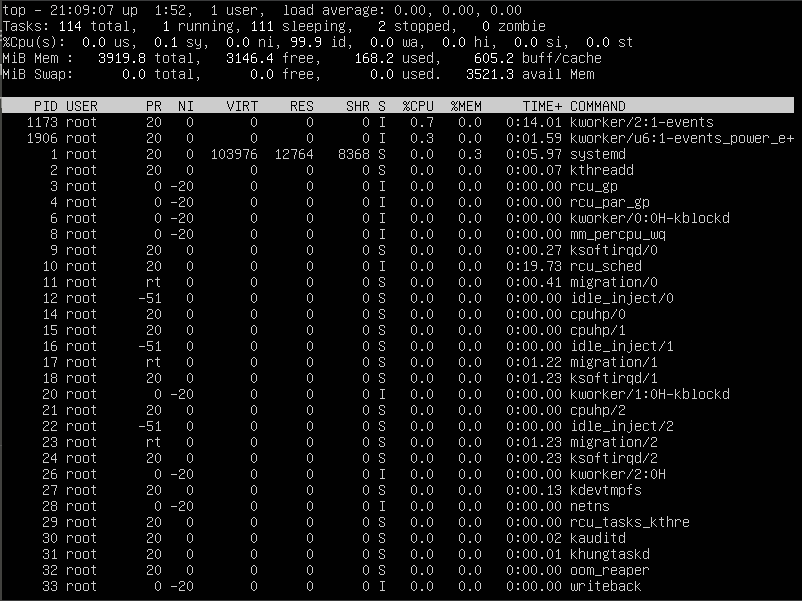 top - 21:09:07 up  1:52,  1 user,  load average: 0.00, 0.00, 0.00
Tasks: 114 total,   1 running, 111 sleeping,   2 stopped,   0 zombie
%Cpu(s):  0.0 us,  0.1 sy,  0.0 ni, 99.9 id,  0.0 wa,  0.0 hi,  0.0 si,  0.0 st
MiB Mem :   3919.8 total,   3146.4 free,    168.2 used,    605.2 buff/cache
MiB Swap:      0.0 total,      0.0 free,      0.0 used.   3521.3 avail Mem
PID USER      PR  NI    VIRT    RES    SHR S  %CPU  %MEM     TIME+ COMMAND
1173 root      20   0       0      0      0 I   0.7   0.0   0:14.01 kworker/2:1-events
1906 root      20   0       0      0      0 I   0.3   0.0   0:01.59 kworker/u6:1-events_power_e+
1 root      20   0  103976  12764   8368 S   0.0   0.3   0:05.97 systemd
2 root      20   0       0      0      0 S   0.0   0.0   0:00.07 kthreadd
3 root       0 -20       0      0      0 I   0.0   0.0   0:00.00 rcu_gp
4 root       0 -20       0      0      0 I   0.0   0.0   0:00.00 rcu_par_gp
6 root       0 -20       0      0      0 I   0.0   0.0   0:00.00 kworker/0:0H-kblockd
8 root       0 -20       0      0      0 I   0.0   0.0   0:00.00 mm_percpu_wq
9 root      20   0       0      0      0 S   0.0   0.0   0:00.27 ksoftirqd/0
10 root      20   0       0      0      0 I   0.0   0.0   0:19.73 rcu_sched
11 root      rt   0       0      0      0 S   0.0   0.0   0:00.41 migration/0
12 root     -51   0       0      0      0 S   0.0   0.0   0:00.00 idle_inject/0
14 root      20   0       0      0      0 S   0.0   0.0   0:00.00 cpuhp/0
15 root      20   0       0      0      0 S   0.0   0.0   0:00.00 cpuhp/1
16 root     -51   0       0      0      0 S   0.0   0.0   0:00.00 idle_inject/1
17 root      rt   0       0      0      0 S   0.0   0.0   0:01.22 migration/1
18 root      20   0       0      0      0 S   0.0   0.0   0:01.23 ksoftirqd/1
20 root       0 -20       0      0      0 I   0.0   0.0   0:00.00 kworker/1:0H-kblockd
21 root      20   0       0      0      0 S   0.0   0.0   0:00.00 cpuhp/2
22 root     -51   0       0      0      0 S   0.0   0.0   0:00.00 idle_inject/2
23 root      rt   0       0      0      0 S   0.0   0.0   0:01.23 migration/2
24 root      20   0       0      0      0 S   0.0   0.0   0:00.23 ksoftirqd/2
26 root       0 -20       0      0      0 I   0.0   0.0   0:00.00 kworker/2:0H
27 root      20   0       0      0      0 S   0.0   0.0   0:00.13 kdevtmpfs
28 root       0 -20       0      0      0 I   0.0   0.0   0:00.00 netns
29 root      20   0       0      0      0 S   0.0   0.0   0:00.00 rcu_tasks_kthre
30 root      20   0       0      0      0 S   0.0   0.0   0:00.02 kauditd
31 root      20   0       0      0      0 S   0.0   0.0   0:00.01 khungtaskd
32 root      20   0       0      0      0 S   0.0   0.0   0:00.00 oom_reaper
33 root       0 -20       0      0      0 I   0.0   0.0   0:00.00 writeback